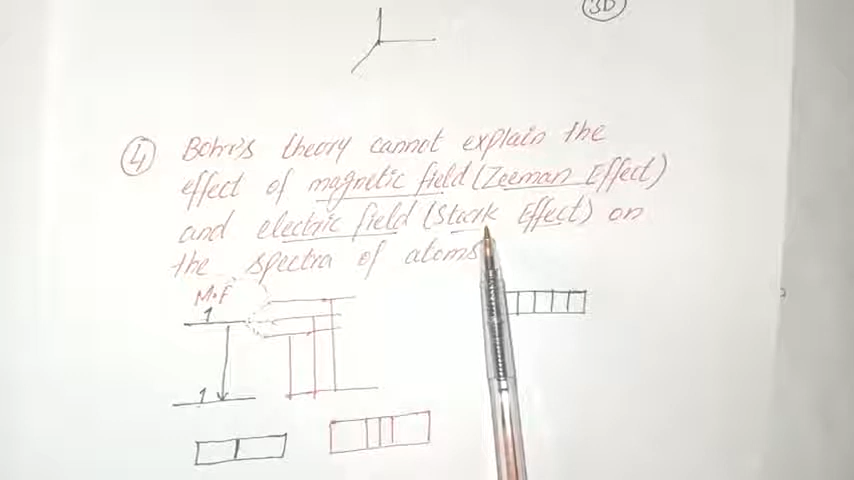 3D
④ Bohr's theory cannot explain the
effect of magnetic field (Zeeman Effect)
and electric field (Stark Effect) on
the spectra of atoms
M.F
1
1